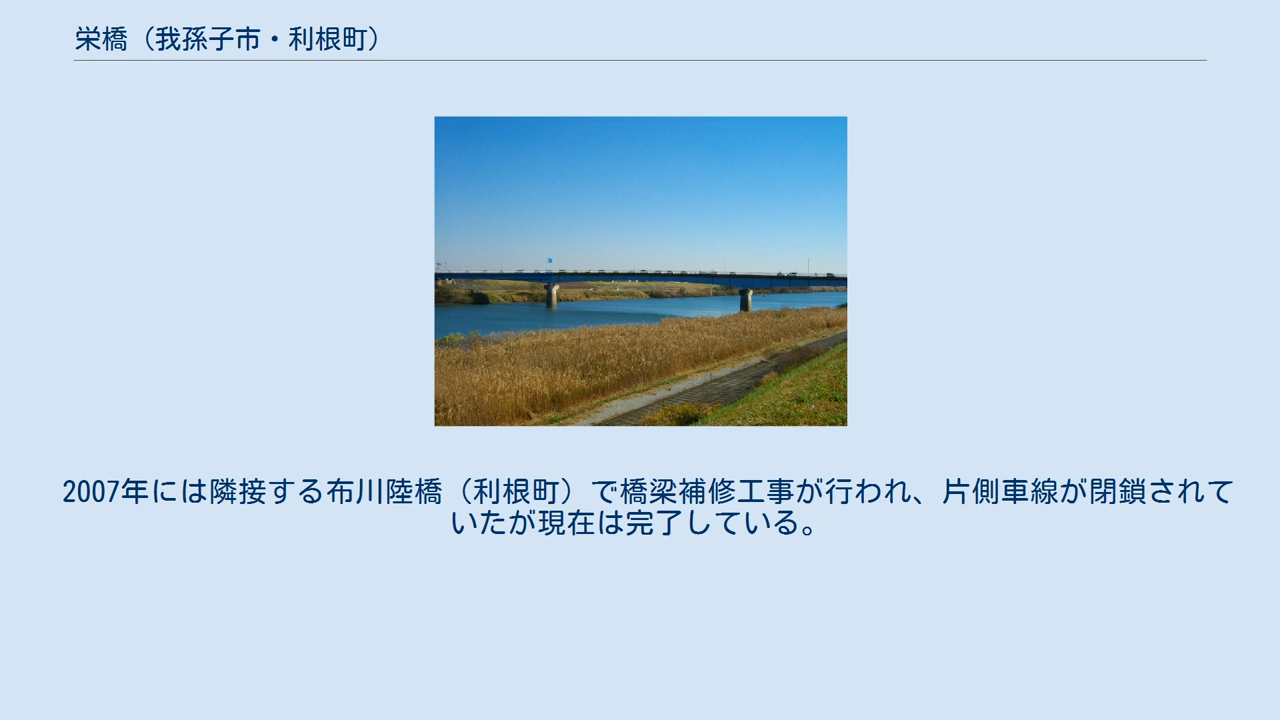 栄橋（我孫子市・利根町）
2007年には隣接する布川陸橋（利根町）で橋梁補修工事が行われ、片側車線が閉鎖されて
いたが現在は完了している。